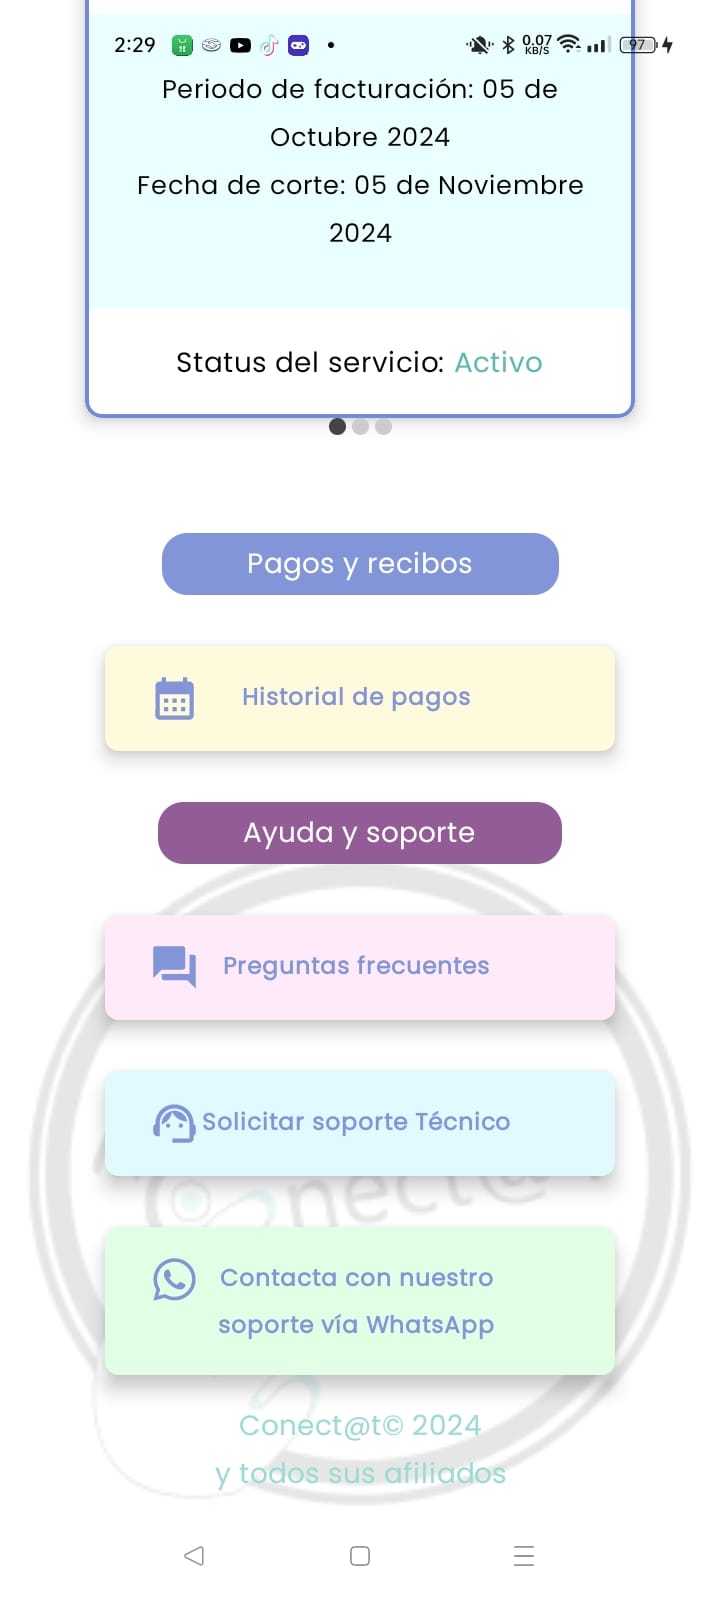 2:29
0.07
KB/S
97
Periodo de facturación: 05 de
Octubre 2024
Fecha de corte: 05 de Noviembre
2024
Status del servicio: Activo
Pagos y recibos
Historial de pagos
Ayuda y soporte
Preguntas frecuentes
Solicitar soporte Técnico
Contacta con nuestro
soporte vía WhatsApp
Conect@t© 2024
y todos sus afiliados